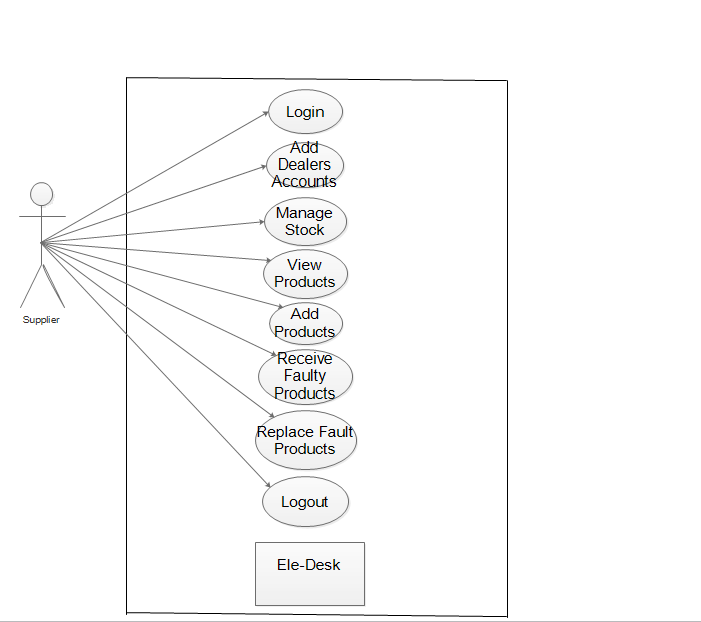 Login
Add
Dealers
Accounts
Manage
Stock
View
Products
Add
Products
Receive
Faulty
Products
Replace Fault
Products
Logout
Ele-Desk
Supplier